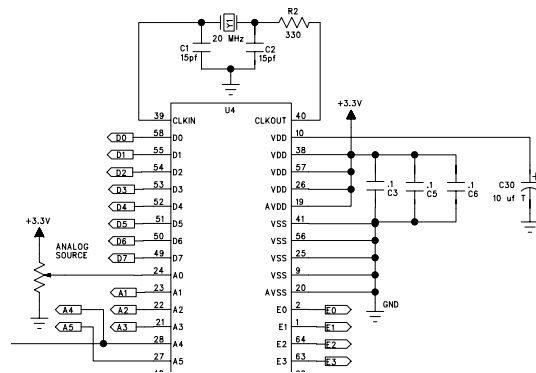 Y1
20 MHz
R2
330
C1
15pf
C2
15pf
U4
39 CLKIN
CLKOUT 40
+3.3V
D0 58 D0
VDD 10
D1 55 D1
VDD 38
D2 54 D2
VDD 57
D3 53 D3
VDD 26
D4 52 D4
AVDD 19
D5 51 D5
VSS 41
D6 50 D6
VSS 56
D7 49 D7
VSS 25
24 A0
VSS 9
A1 23 A1
AVSS 20
A2 22 A2
E0 2 E0
A3 21 A3
E1 1 E1
A4 28 A4
E2 64 E2
A5 27 A5
E3 63 E3
.1
C3
.1
C5
.1
C6
C30
+
10 uf T
GND
+3.3V
ANALOG
SOURCE